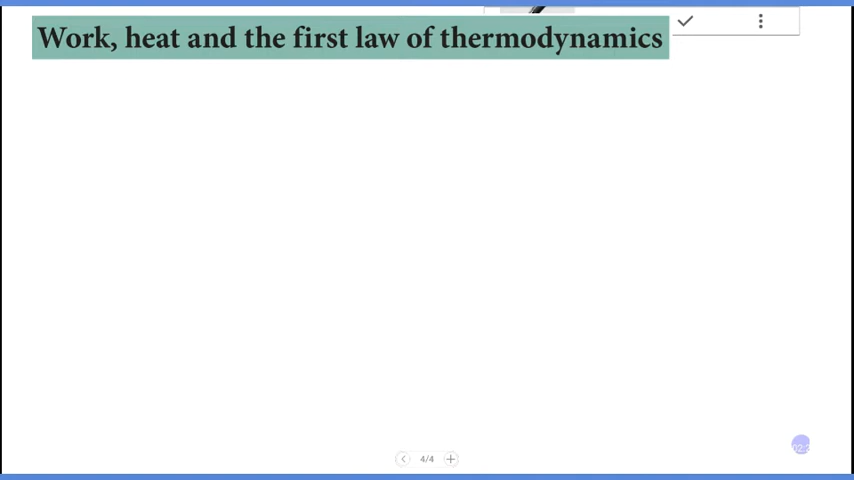 Work, heat and the first law of thermodynamics
4/4